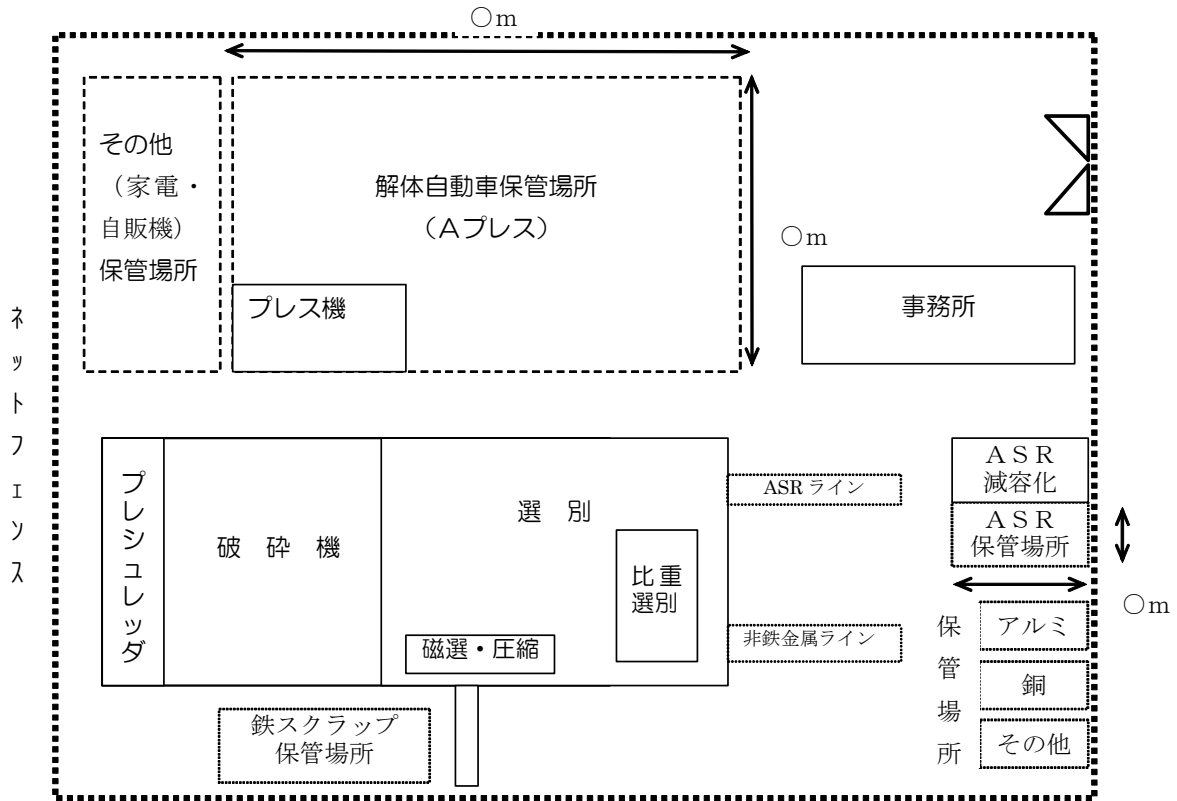 ○m
その他
（家電・
自販機）
保管場所
解体自動車保管場所
（Aプレス）
○m
プレス機
事務所
ネットフェンス
プレシュレッダ
破砕機
選別
比重
選別
磁選・圧縮
ASRライン
非鉄金属ライン
ＡＳＲ
減容化
ＡＳＲ
保管場所
○m
保管場所
アルミ
銅
その他
鉄スクラップ
保管場所